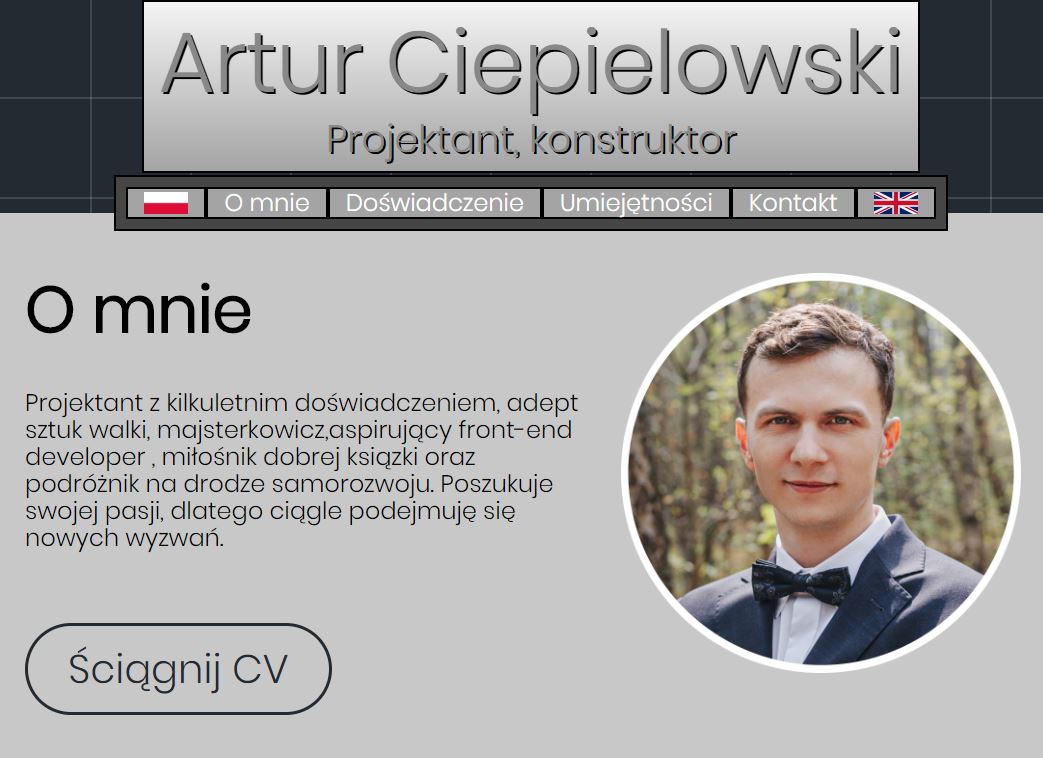 Artur Ciepielowski
Projektant, konstruktor
O mnie Doświadczenie Umiejętności Kontakt
O mnie
Projektant z kilkuletnim doświadczeniem, adept
sztuk walki, majsterkowicz,aspirujący front-end
developer , miłośnik dobrej ksiązki oraz
podróżnik na drodze samorozwoju. Poszukuje
swojej pasji, dlatego ciągle podejmuję się
nowych wyzwań.
Ściągnij CV